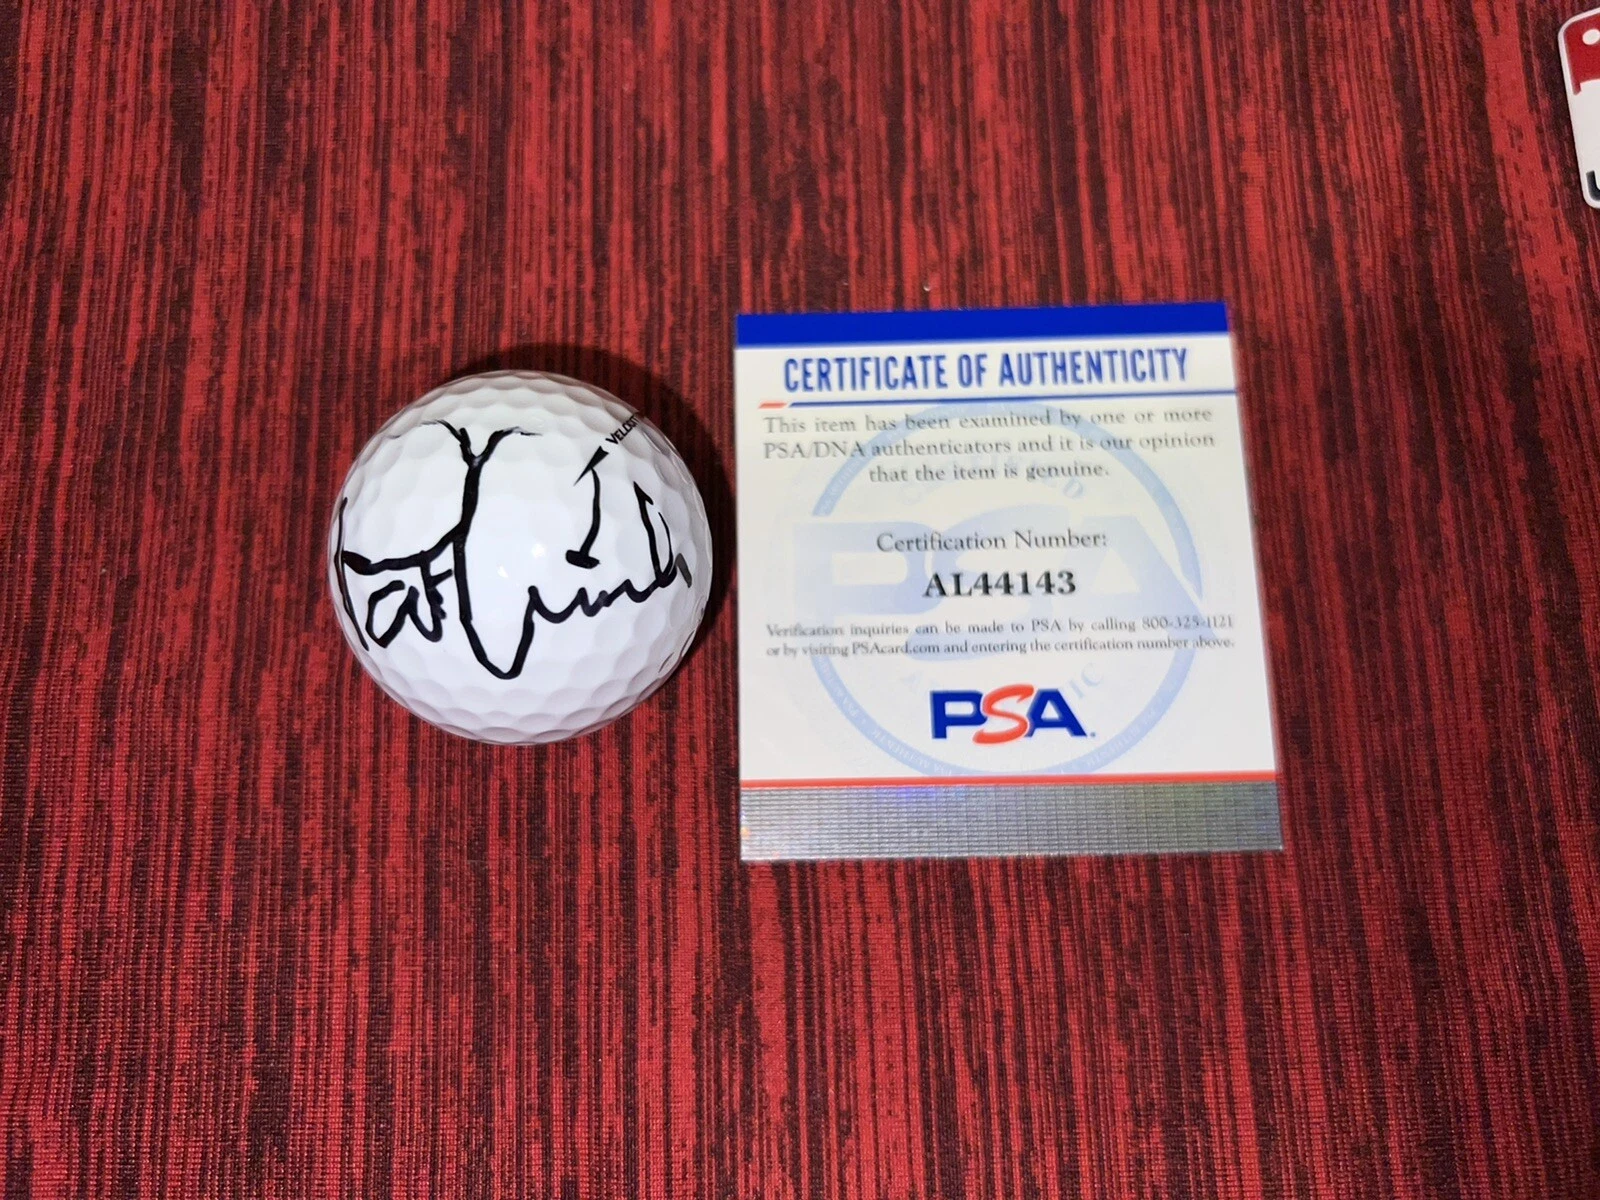 VELOCITY
CERTIFICATE OF AUTHENTICITY
This item has been examined by one or more
PSA/DNA authenticators and it is our opinion
that the item is genuine.
Certification Number:
AL44143
Verification inquiries can be made to PSA by calling 800-325-1121
or by visiting PSAcard.com and entering the certification number above.
PSA